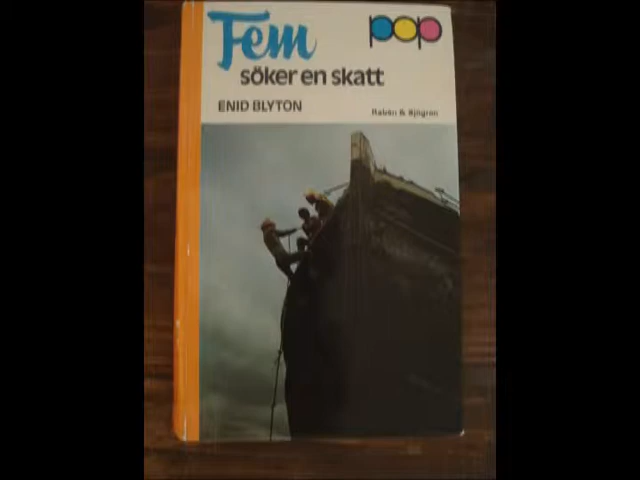 Fem
pop
söker en skatt
ENID BLYTON
Rabén & Sjögren